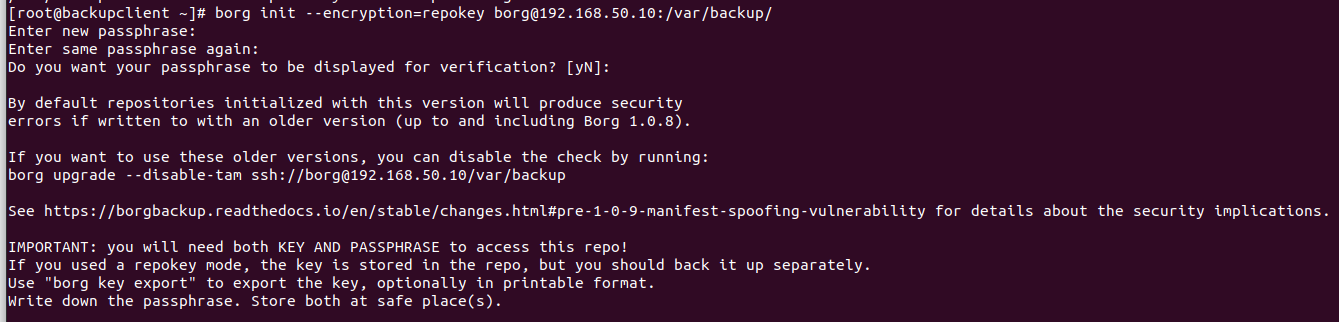 [root@backupclient ~]# borg init --encryption=repokey borg@192.168.50.10:/var/backup/
Enter new passphrase:
Enter same passphrase again:
Do you want your passphrase to be displayed for verification? [yN]:
By default repositories initialized with this version will produce security
errors if written to with an older version (up to and including Borg 1.0.8).
If you want to use these older versions, you can disable the check by running:
borg upgrade --disable-tam ssh://borg@192.168.50.10/var/backup
See https://borgbackup.readthedocs.io/en/stable/changes.html#pre-1-0-9-manifest-spoofing-vulnerability for details about the security implications.
IMPORTANT: you will need both KEY AND PASSPHRASE to access this repo!
If you used a repokey mode, the key is stored in the repo, but you should back it up separately.
Use "borg key export" to export the key, optionally in printable format.
Write down the passphrase. Store both at safe place(s).